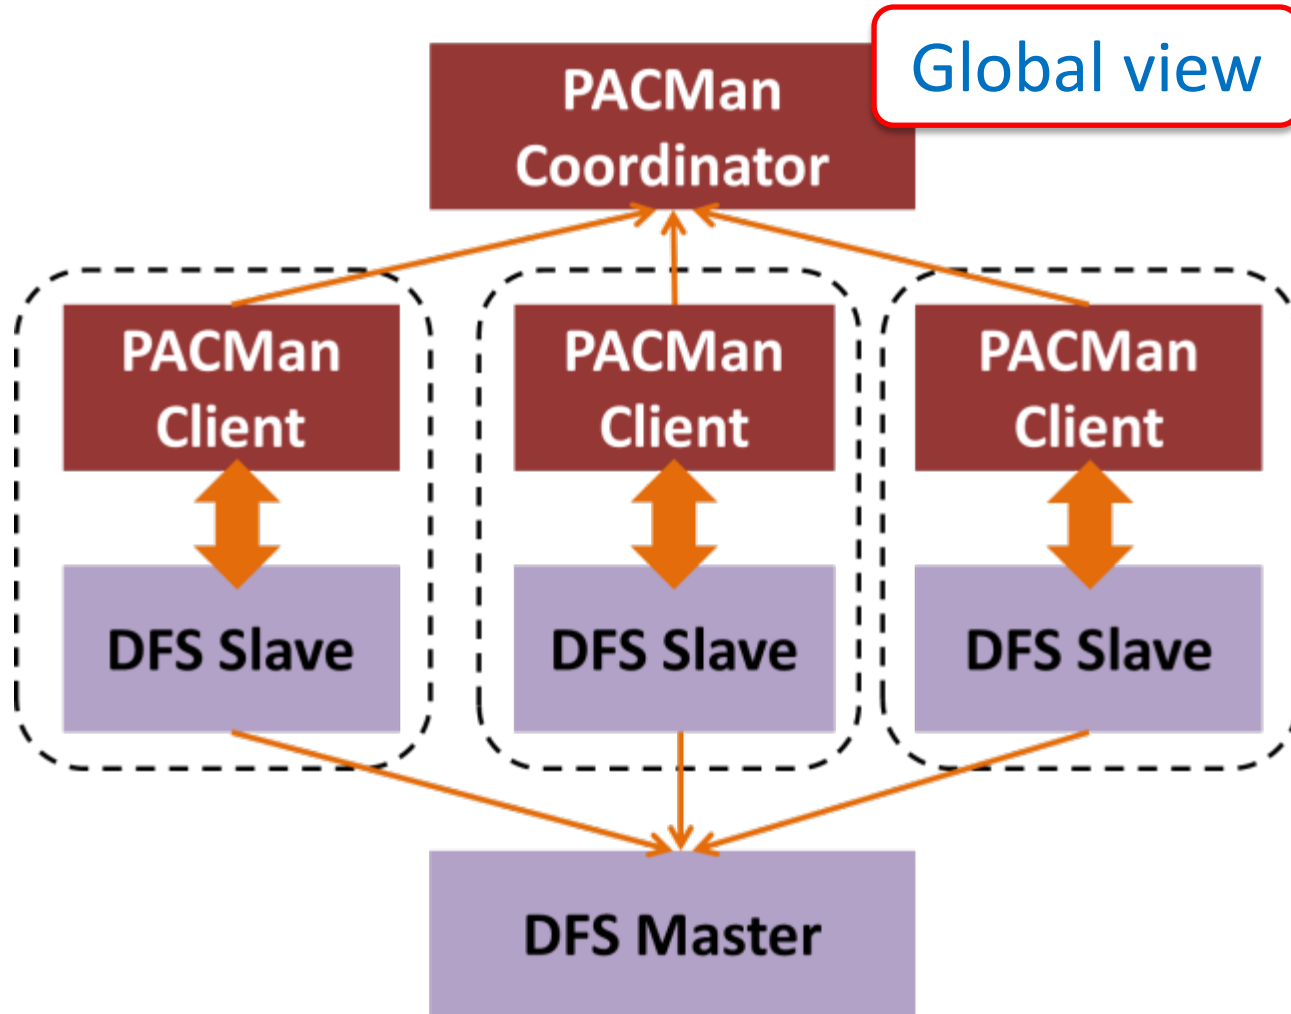 Global view
PACMan
Coordinator
PACMan
Client
PACMan
Client
PACMan
Client
DFS Slave
DFS Slave
DFS Slave
DFS Master